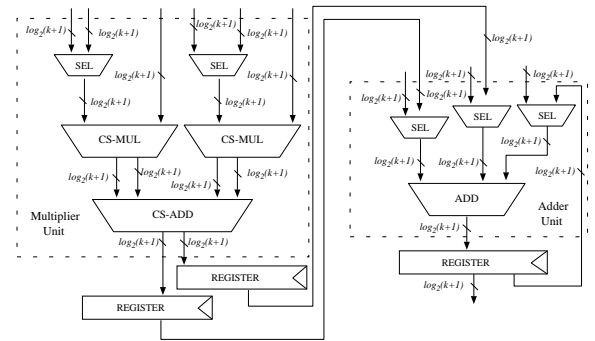 log2(k+1) log2(k+1) log2(k+1) log2(k+1) log2(k+1)
SEL SEL log2(k+1) log2(k+1) log2(k+1) log2(k+1)
log2(k+1) log2(k+1) log2(k+1)
SEL SEL SEL
CS-MUL CS-MUL log2(k+1)
log2(k+1) log2(k+1)
log2(k+1) log2(k+1) log2(k+1) log2(k+1) log2(k+1)
ADD
CS-ADD
Multiplier
Unit
Adder
Unit
log2(k+1) log2(k+1) log2(k+1)
REGISTER REGISTER
log2(k+1)
REGISTER